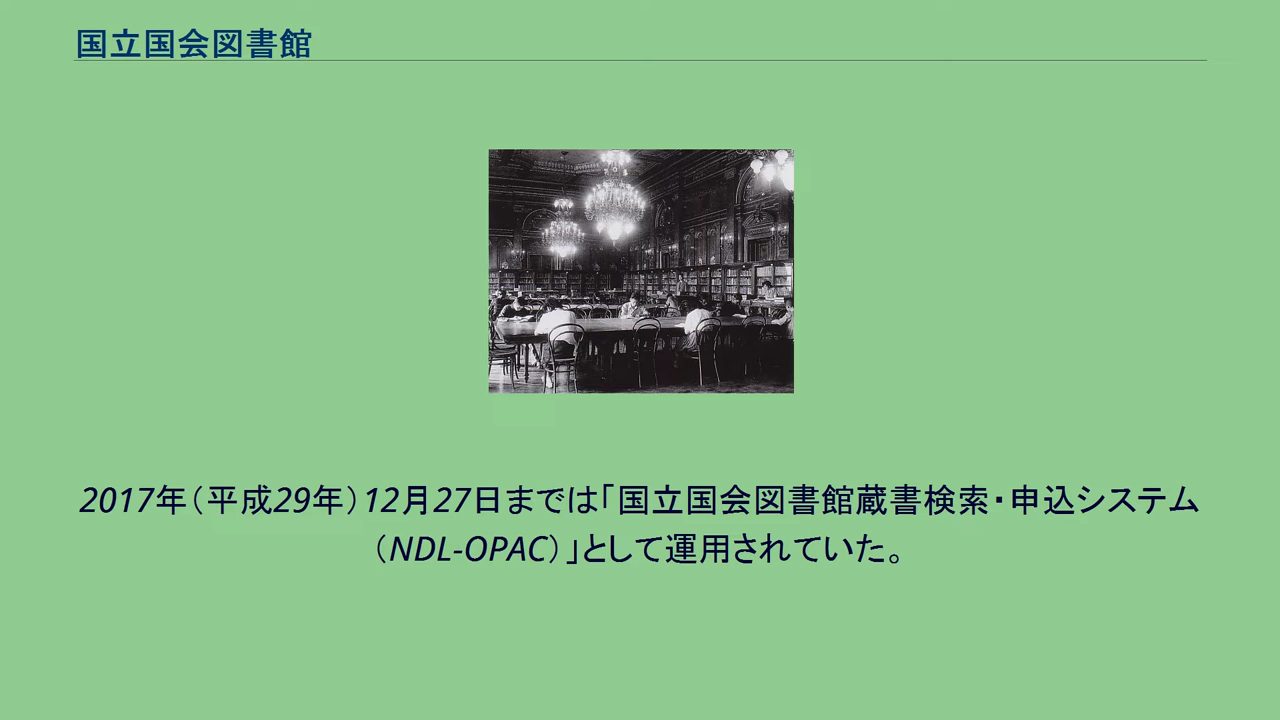 国立国会図書館
2017年（平成29年）12月27日までは「国立国会図書館蔵書検索・申込システム
（NDL-OPAC）」として運用されていた。